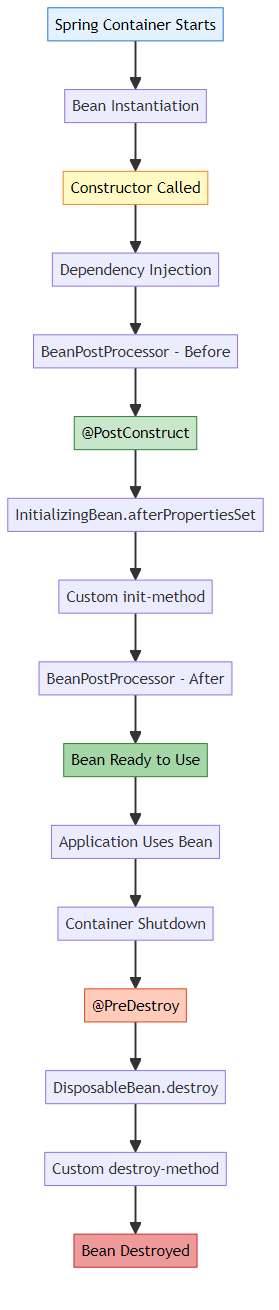 Spring Container Starts
Bean Instantiation
Constructor Called
Dependency Injection
BeanPostProcessor - Before
@PostConstruct
InitializingBean.afterPropertiesSet
Custom init-method
BeanPostProcessor - After
Bean Ready to Use
Application Uses Bean
Container Shutdown
@PreDestroy
DisposableBean.destroy
Custom destroy-method
Bean Destroyed